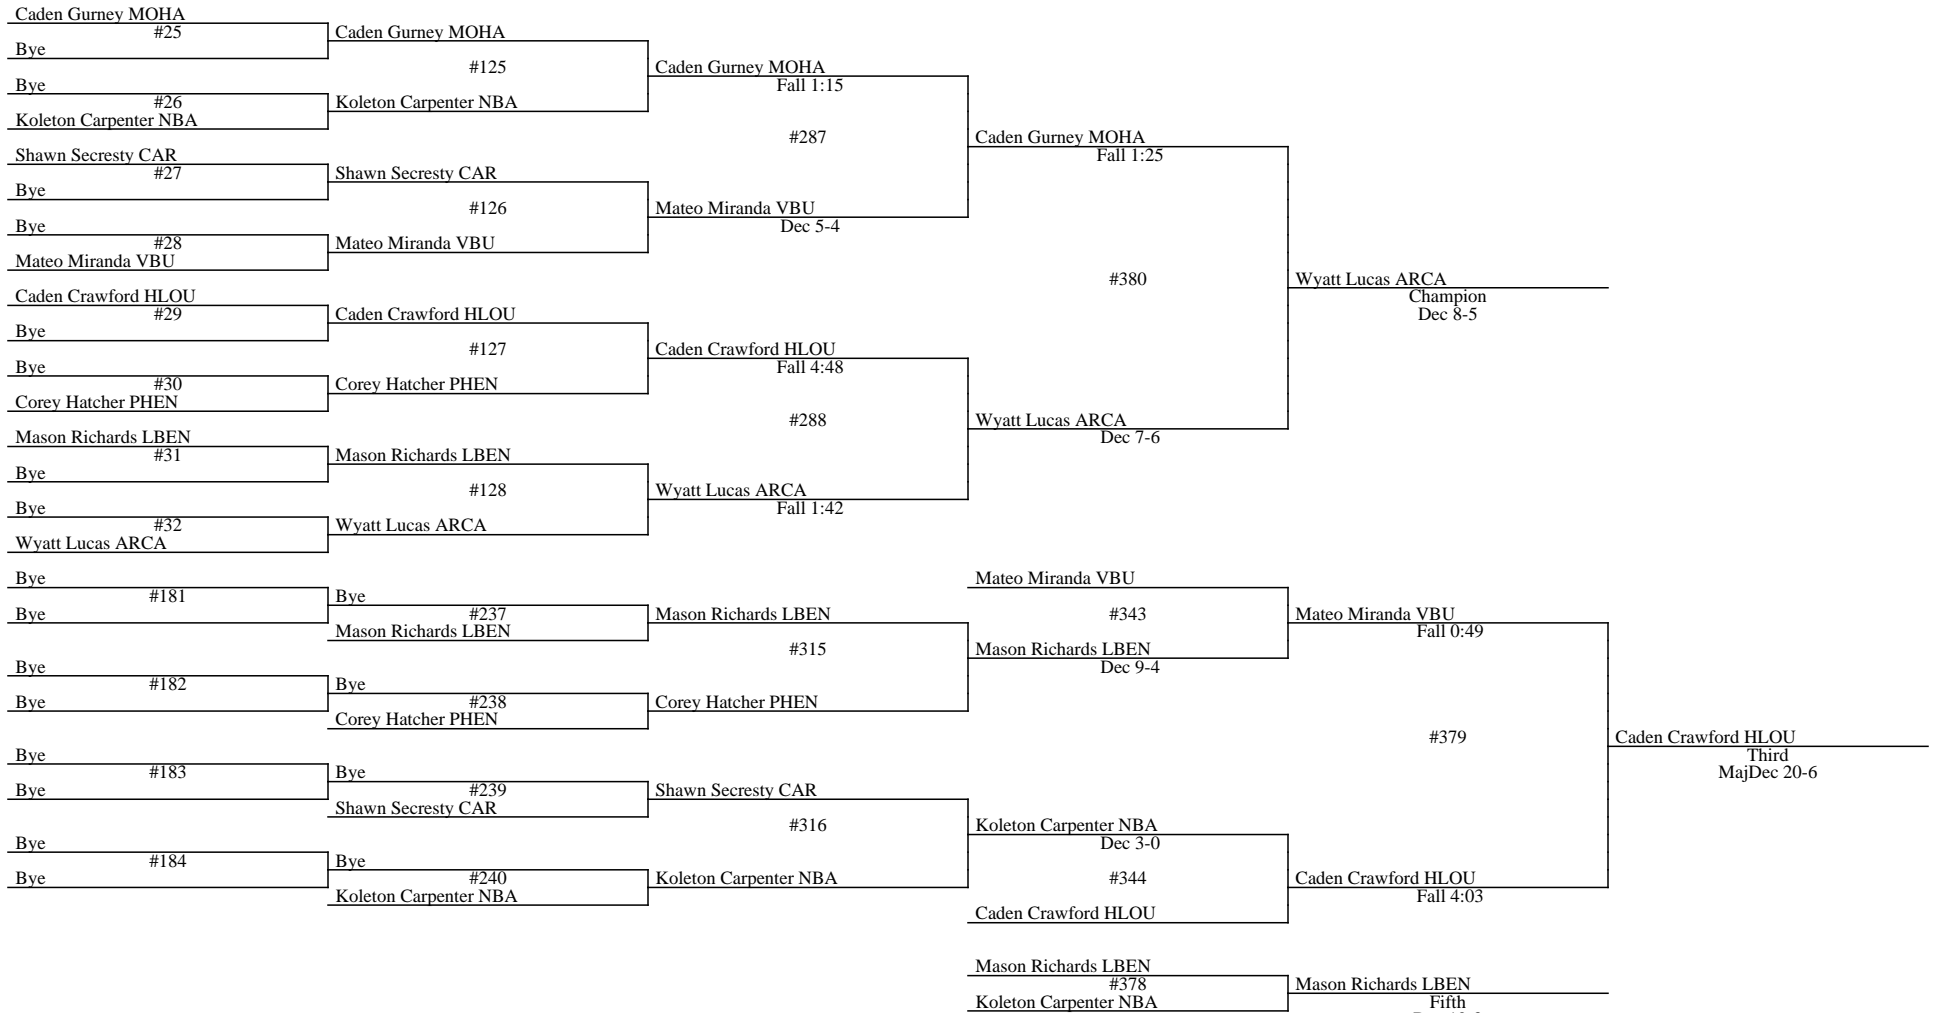 Caden Gurney MOHA
#25
Bye
Bye
#26
Koleton Carpenter NBA
Shawn Secresty CAR
#27
Bye
Bye
#28
Mateo Miranda VBU
Caden Crawford HLOU
#29
Bye
Bye
#30
Corey Hatcher PHEN
Mason Richards LBEN
#31
Bye
Bye
#32
Wyatt Lucas ARCA
Caden Gurney MOHA
#125
Koleton Carpenter NBA
Shawn Secresty CAR
#126
Mateo Miranda VBU
Caden Crawford HLOU
#127
Corey Hatcher PHEN
Mason Richards LBEN
#128
Wyatt Lucas ARCA
Caden Gurney MOHA
Fall 1:15
#287
Mateo Miranda VBU
Dec 5-4
Caden Crawford HLOU
Fall 4:48
#288
Wyatt Lucas ARCA
Fall 1:42
Caden Gurney MOHA
Fall 1:25
#380
Wyatt Lucas ARCA
Dec 7-6
Wyatt Lucas ARCA
Champion
Dec 8-5
Bye
#181
Bye
Bye
#182
Bye
Bye
#183
Bye
Bye
#184
Bye
Bye
#237
Mason Richards LBEN
Bye
#238
Corey Hatcher PHEN
Bye
#239
Shawn Secresty CAR
Bye
#240
Koleton Carpenter NBA
Mason Richards LBEN
#315
Corey Hatcher PHEN
Shawn Secresty CAR
#316
Koleton Carpenter NBA
Mateo Miranda VBU
#343
Mason Richards LBEN
Dec 9-4
Koleton Carpenter NBA
Dec 3-0
#344
Caden Crawford HLOU
Mateo Miranda VBU
Fall 0:49
#379
Caden Crawford HLOU
Fall 4:03
Caden Crawford HLOU
Third
MajDec 20-6
Mason Richards LBEN
#378
Koleton Carpenter NBA
Mason Richards LBEN
Fifth